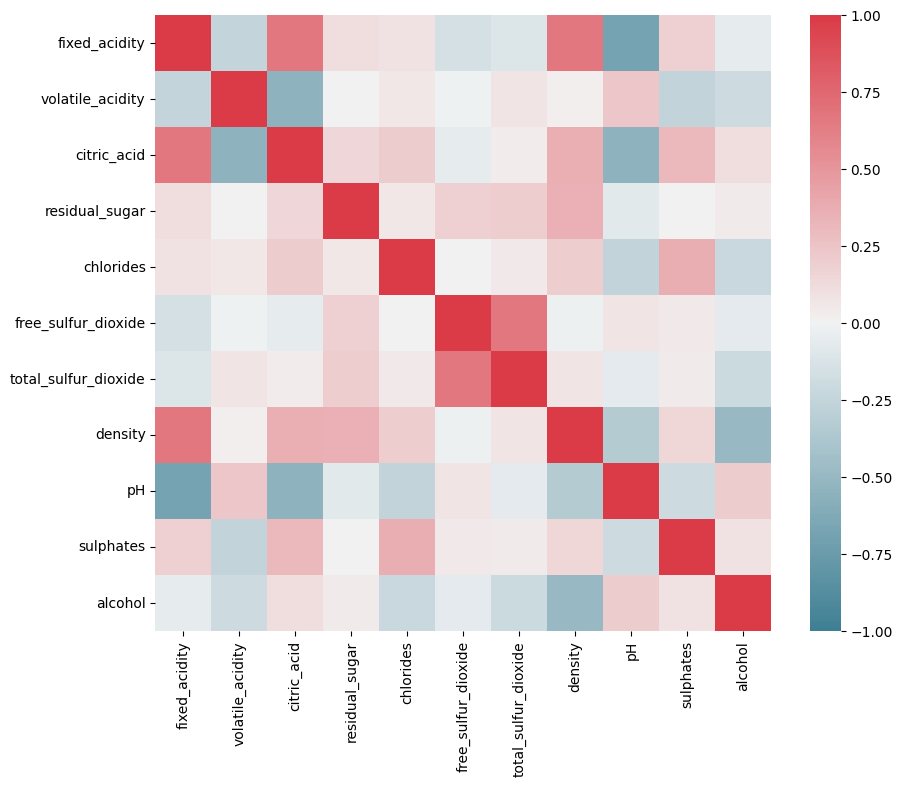 fixed_acidity
volatile_acidity
citric_acid
residual_sugar
chlorides
free_sulfur_dioxide
total_sulfur_dioxide
density
pH
sulphates
alcohol
fixed_acidity
volatile_acidity
citric_acid
residual_sugar
chlorides
free_sulfur_dioxide
total_sulfur_dioxide
density
pH
sulphates
alcohol
1.00
0.75
0.50
0.25
0.00
−0.25
−0.50
−0.75
−1.00